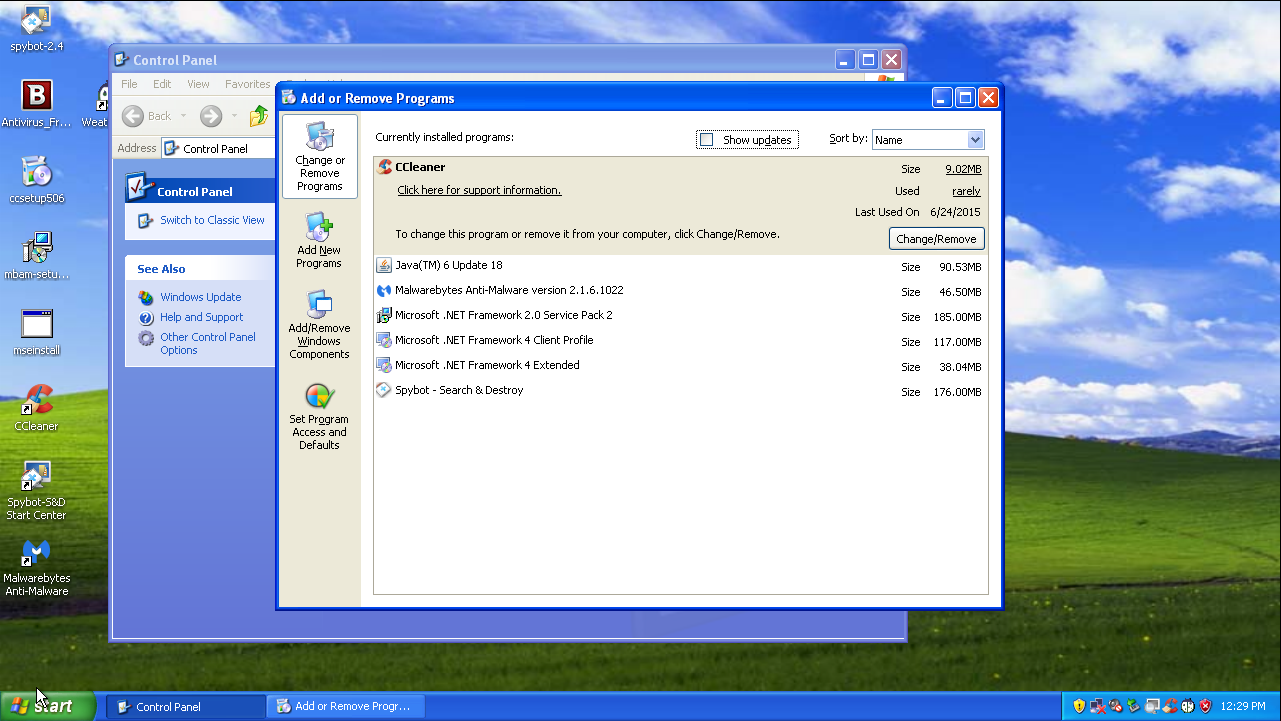 spybot-2.4
Antivirus_Fr...
Weat
ccsetup506
mbam-setu...
mseinstall
CCleaner
Spybot-S&D
Start Center
Malwarebytes
Anti-Malware
Control Panel
File Edit View Favorites
Back
Address Control Panel
Control Panel
Switch to Classic View
See Also
Windows Update
Help and Support
Other Control Panel
Options
Add or Remove Programs
Change or
Remove
Programs
Add New
Programs
Add/Remove
Windows
Components
Set Program
Access and
Defaults
Currently installed programs:
Show updates
Sort by: Name
CCleaner
Size 9.02MB
Click here for support information.
Used rarely
Last Used On 6/24/2015
To change this program or remove it from your computer, click Change/Remove.
Change/Remove
Java(TM) 6 Update 18 Size 90.53MB
Malwarebytes Anti-Malware version 2.1.6.1022 Size 46.50MB
Microsoft .NET Framework 2.0 Service Pack 2 Size 185.00MB
Microsoft .NET Framework 4 Client Profile Size 117.00MB
Microsoft .NET Framework 4 Extended Size 38.04MB
Spybot - Search & Destroy Size 176.00MB
start
Control Panel
Add or Remove Progr...
12:29 PM